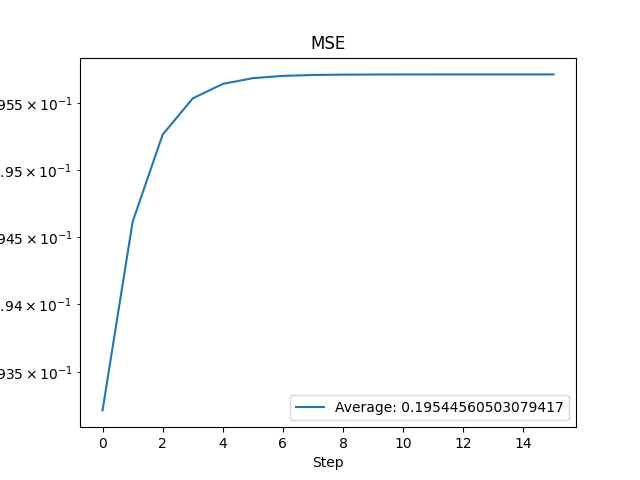 MSE
955 × 10⁻¹
.95 × 10⁻¹
945 × 10⁻¹
.94 × 10⁻¹
935 × 10⁻¹
Average: 0.19544560503079417
0 2 4 6 8 10 12 14
Step